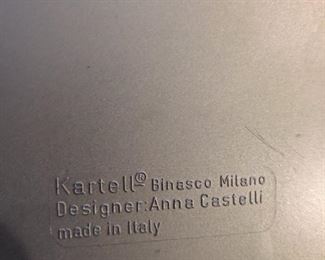 Kartell® Binasco Milano
Designer:Anna Castelli
made in Italy